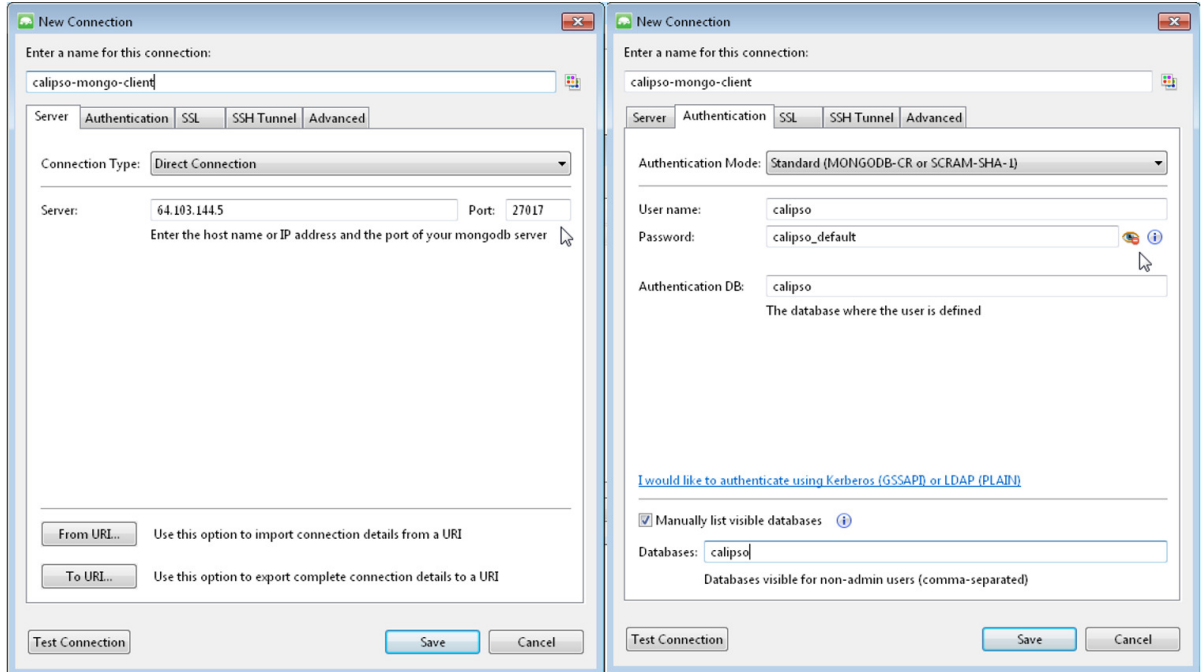 New Connection
Enter a name for this connection:
calipso-mongo-client
Server Authentication SSL SSH Tunnel Advanced
Connection Type: Direct Connection
Server: 64.103.144.5 Port: 27017
Enter the host name or IP address and the port of your mongodb server
From URI... Use this option to import connection details from a URI
To URI... Use this option to export complete connection details to a URI
Test Connection Save Cancel
New Connection
Enter a name for this connection:
calipso-mongo-client
Server Authentication SSL SSH Tunnel Advanced
Authentication Mode: Standard (MONGODB-CR or SCRAM-SHA-1)
User name: calipso
Password: calipso_default
Authentication DB: calipso
The database where the user is defined
I would like to authenticate using Kerberos (GSSAPI) or LDAP (PLAIN)
Manually list visible databases
Databases: calipso
Databases visible for non-admin users (comma-separated)
Test Connection Save Cancel